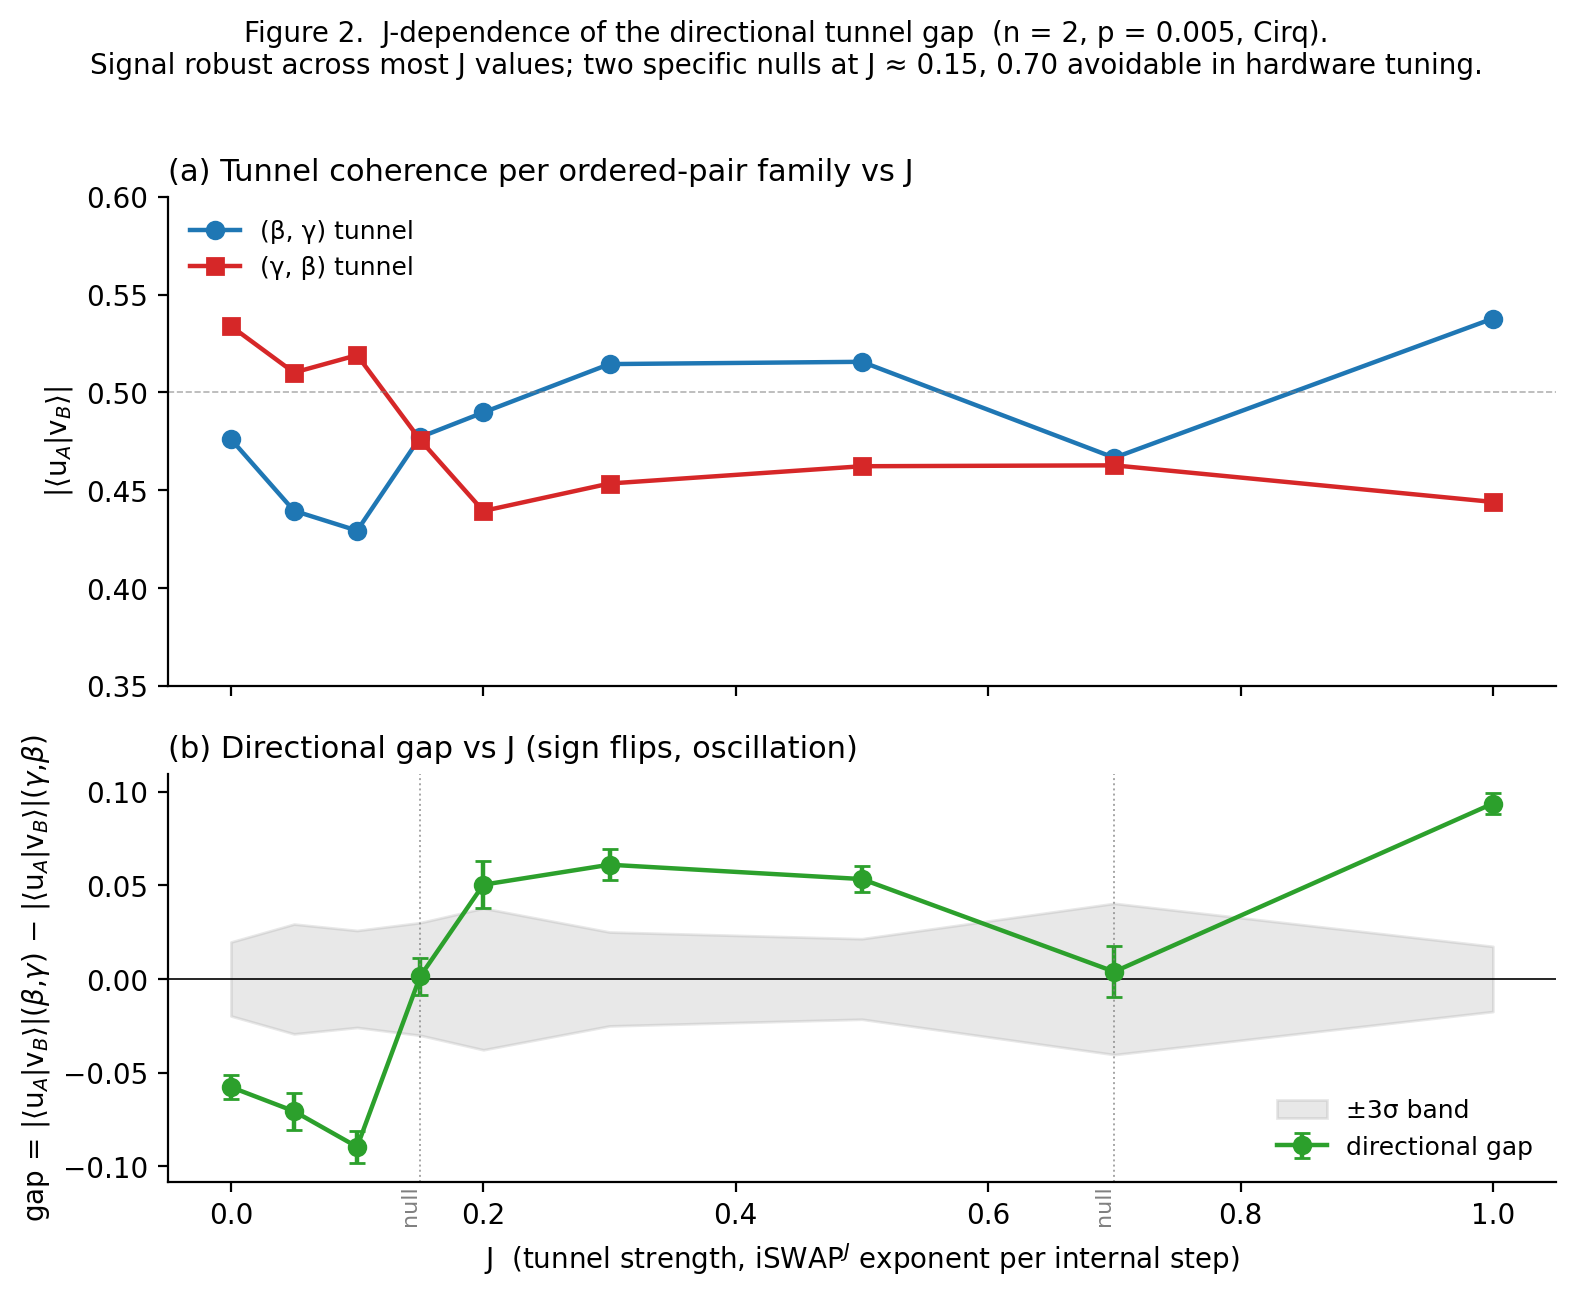 Figure 2.  J-dependence of the directional tunnel gap  (n = 2, p = 0.005, Cirq).
Signal robust across most J values; two specific nulls at J ≈ 0.15, 0.70 avoidable in hardware tuning.
(a) Tunnel coherence per ordered-pair family vs J
0.60
0.55
0.50
0.45
0.40
0.35
|⟨u_A|v_B⟩|
(β, γ) tunnel
(γ, β) tunnel
(b) Directional gap vs J (sign flips, oscillation)
0.10
0.05
0.00
−0.05
−0.10
gap = |⟨u_A|v_B⟩|(β,γ) − |⟨u_A|v_B⟩|(γ,β)
±3σ band
directional gap
null
null
0.0
0.2
0.4
0.6
0.8
1.0
J  (tunnel strength, iSWAP^J exponent per internal step)